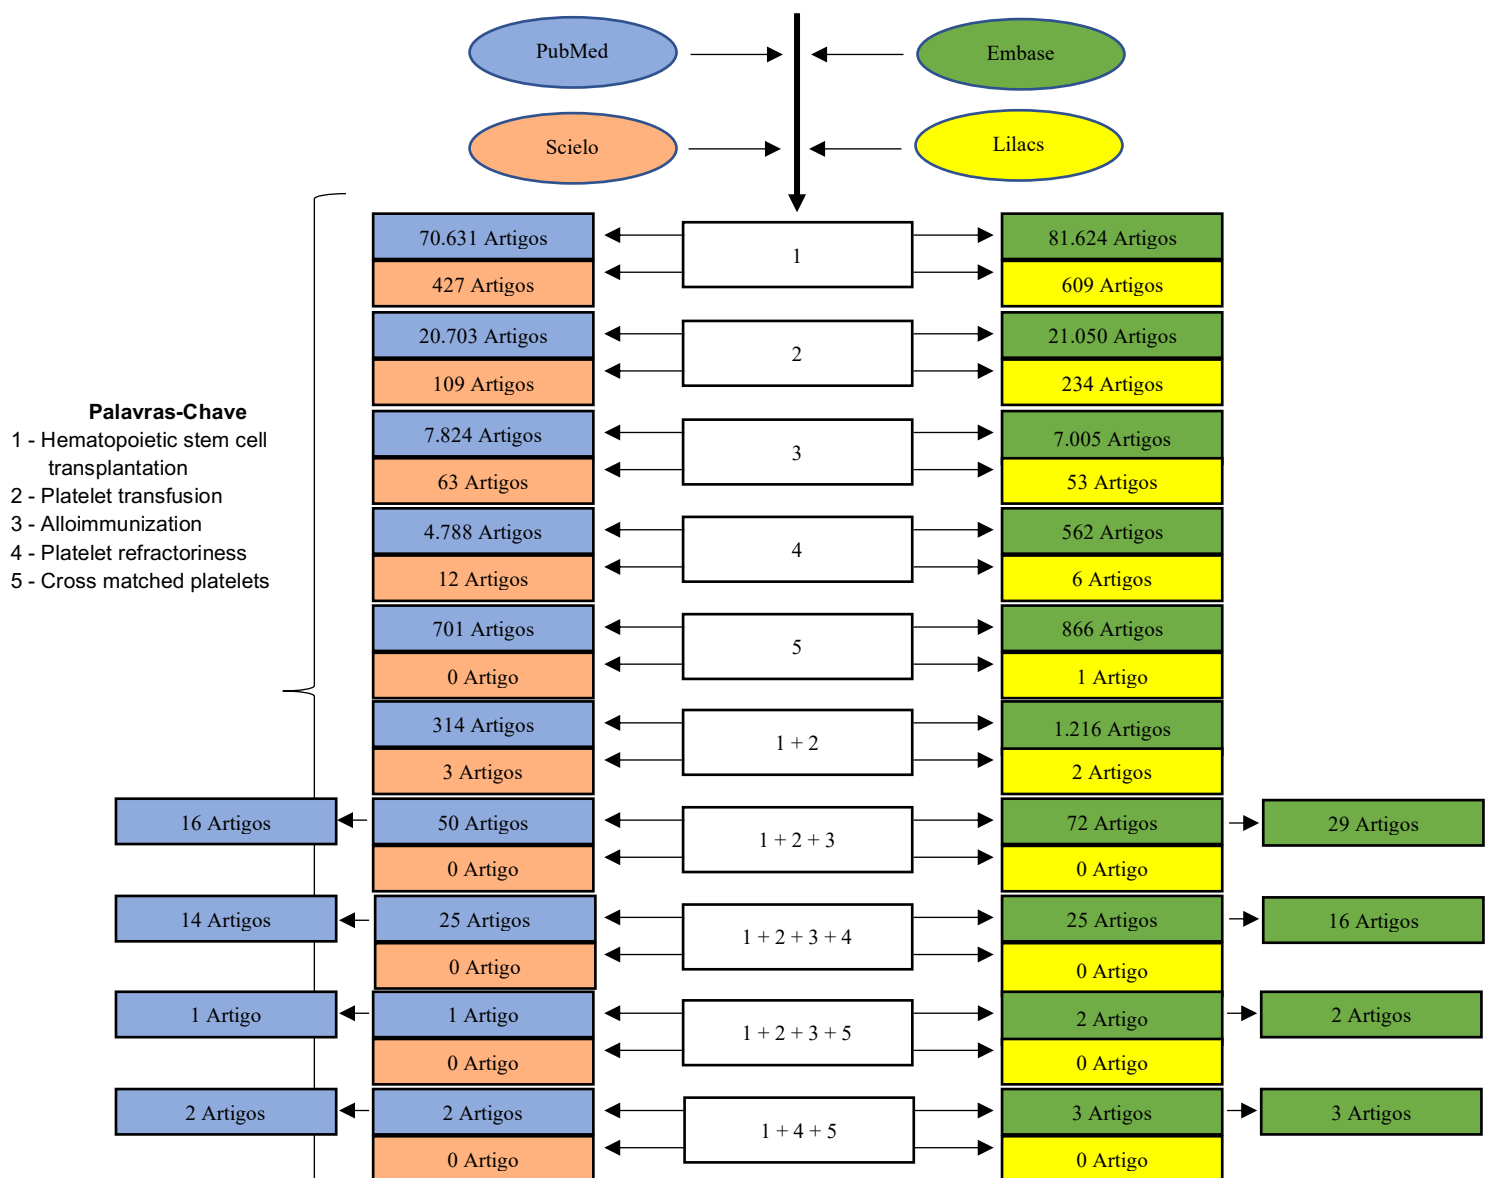 PubMed
Embase
Scielo
Lilacs
70.631 Artigos
1
81.624 Artigos
427 Artigos
609 Artigos
20.703 Artigos
2
21.050 Artigos
109 Artigos
234 Artigos
Palavras-Chave
1 - Hematopoietic stem cell
transplantation
2 - Platelet transfusion
3 - Alloimmunization
4 - Platelet refractoriness
5 - Cross matched platelets
7.824 Artigos
3
7.005 Artigos
63 Artigos
53 Artigos
4.788 Artigos
4
562 Artigos
12 Artigos
6 Artigos
701 Artigos
5
866 Artigos
0 Artigo
1 Artigo
314 Artigos
1 + 2
1.216 Artigos
3 Artigos
2 Artigos
16 Artigos
50 Artigos
1 + 2 + 3
72 Artigos
29 Artigos
0 Artigo
0 Artigo
14 Artigos
25 Artigos
1 + 2 + 3 + 4
25 Artigos
16 Artigos
0 Artigo
0 Artigo
1 Artigo
1 Artigo
1 + 2 + 3 + 5
2 Artigo
2 Artigos
0 Artigo
0 Artigo
2 Artigos
2 Artigos
1 + 4 + 5
3 Artigos
3 Artigos
0 Artigo
0 Artigo